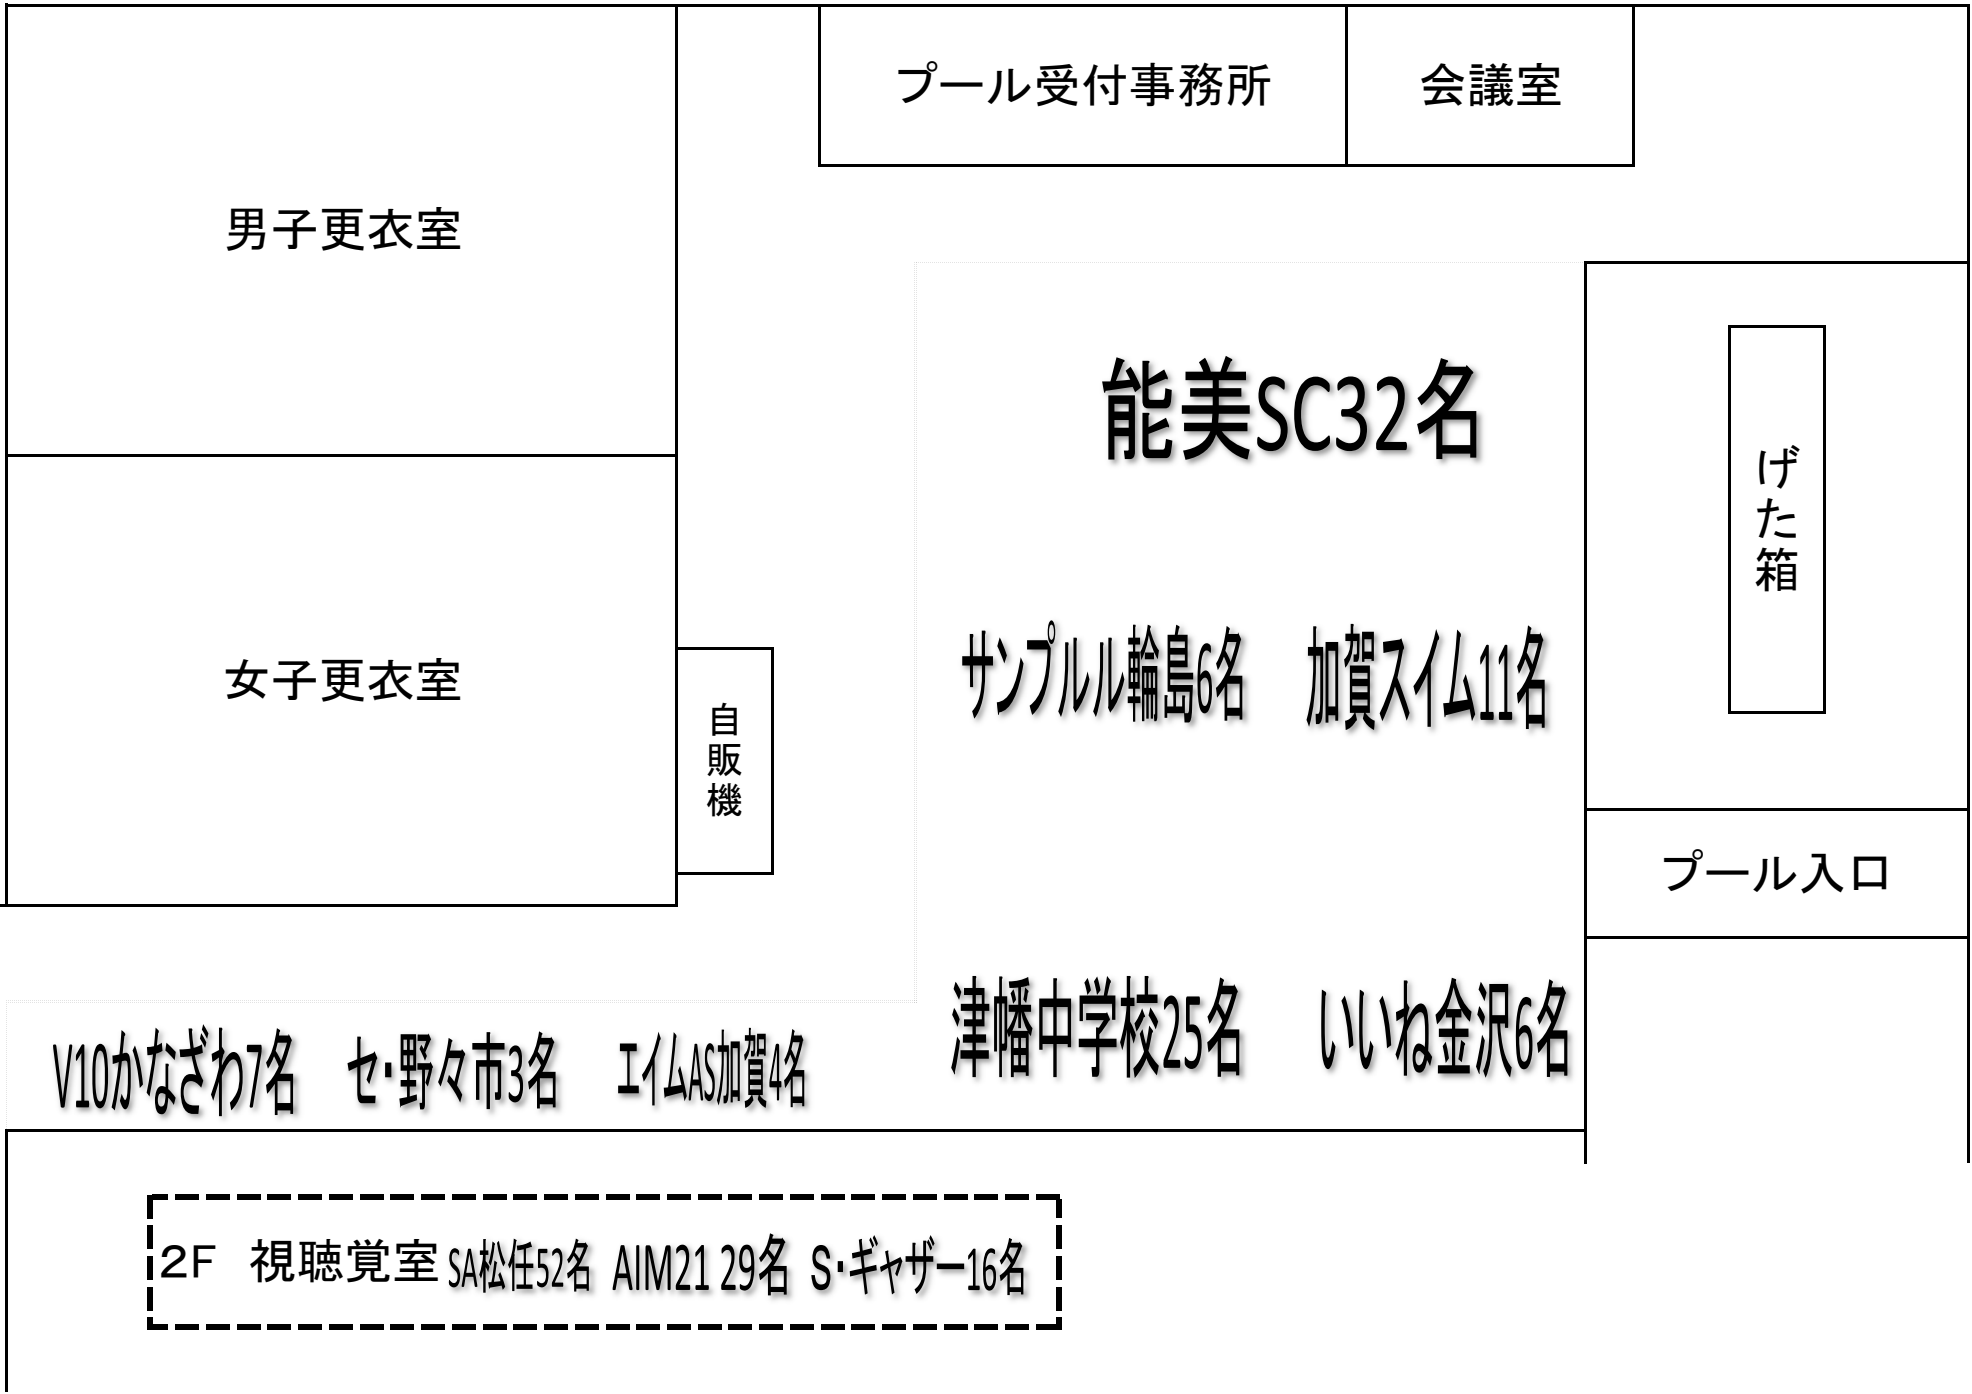 プール受付事務所
会議室
男子更衣室
能美SC32名
げた箱
サンプルル輪島6名
加賀スイム11名
女子更衣室
自販機
プール入口
津幡中学校25名
いいね金沢6名
V10かなざわ7名
セ・野々市3名
エイムAS加賀4名
２F　視聴覚室
SA松任52名
AIM21 29名
S・ギャザー16名